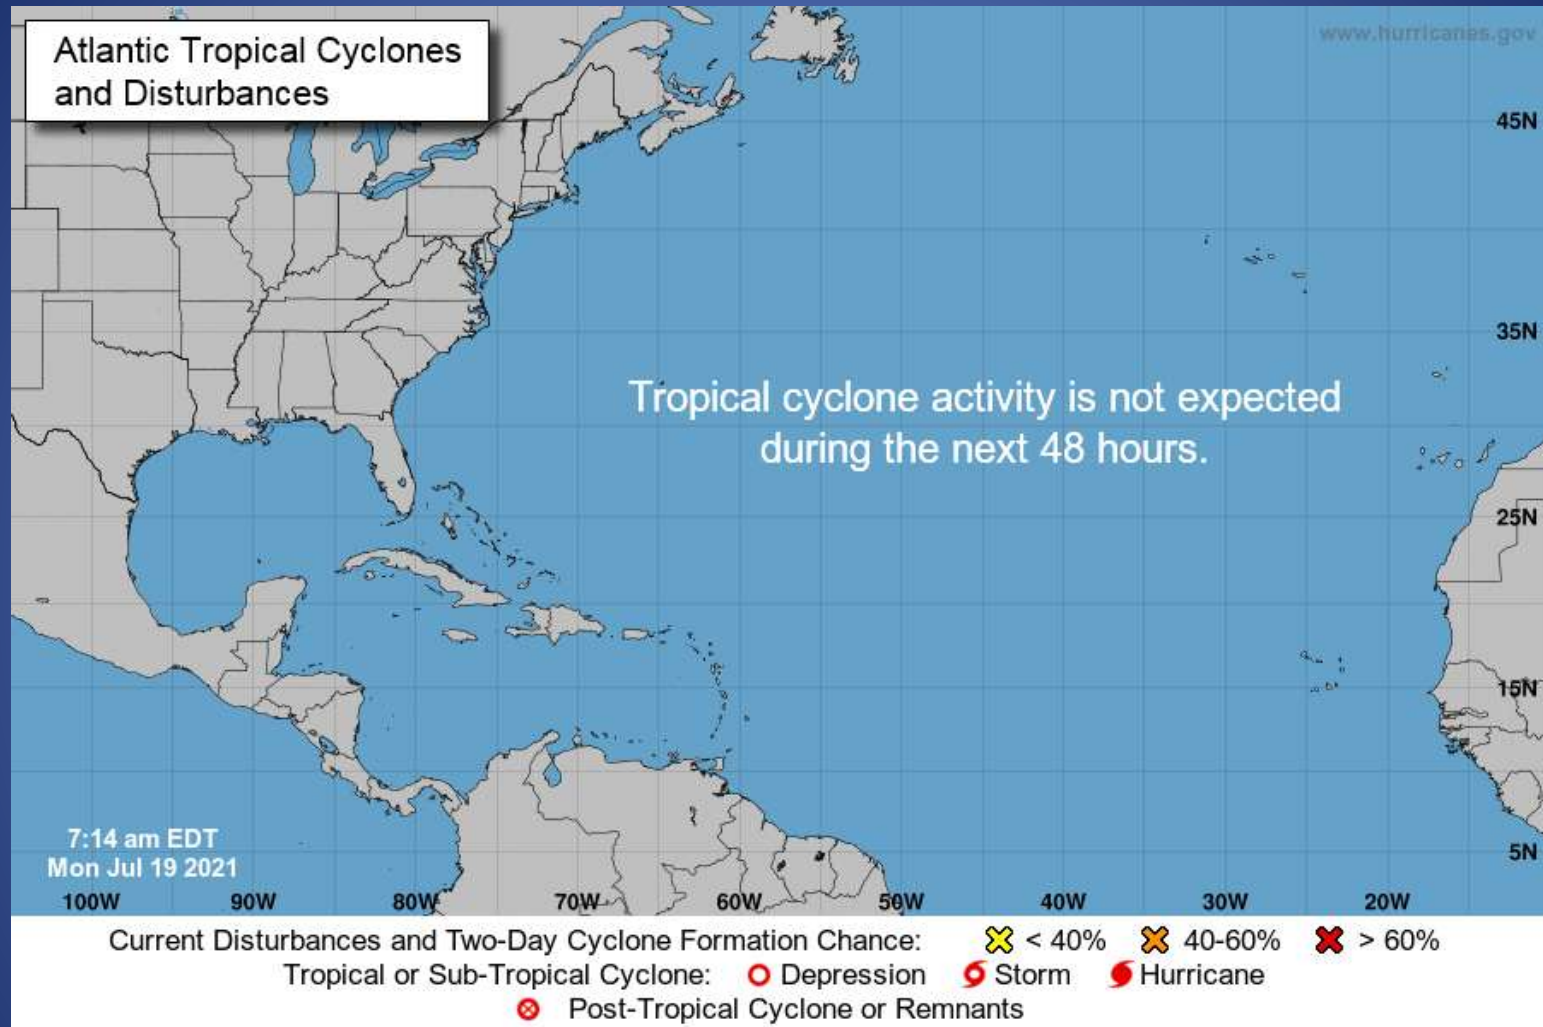 Atlantic Tropical Cyclones
and Disturbances
www.hurricanes.gov
45N
35N
Tropical cyclone activity is not expected
during the next 48 hours.
25N
15N
7:14 am EDT
Mon Jul 19 2021
5N
100W 90W 80W 70W 60W 50W 40W 30W 20W
Current Disturbances and Two-Day Cyclone Formation Chance: < 40% 40-60% > 60%
Tropical or Sub-Tropical Cyclone: Depression Storm Hurricane
Post-Tropical Cyclone or Remnants